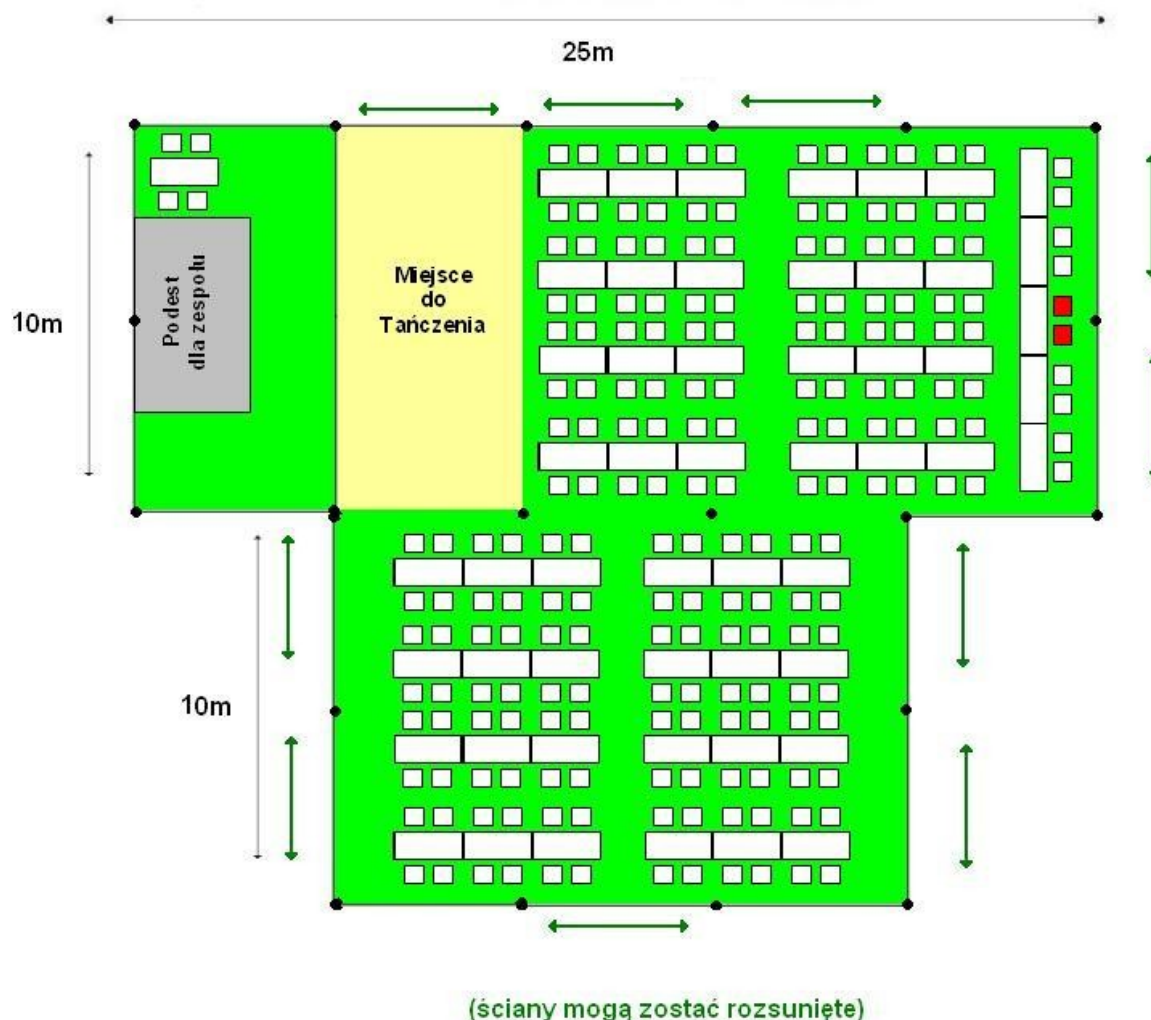 25m
10m
Podest
dla zespołu
Miejsce
do
Tańczenia
10m
(ściany mogą zostać rozsunięte)